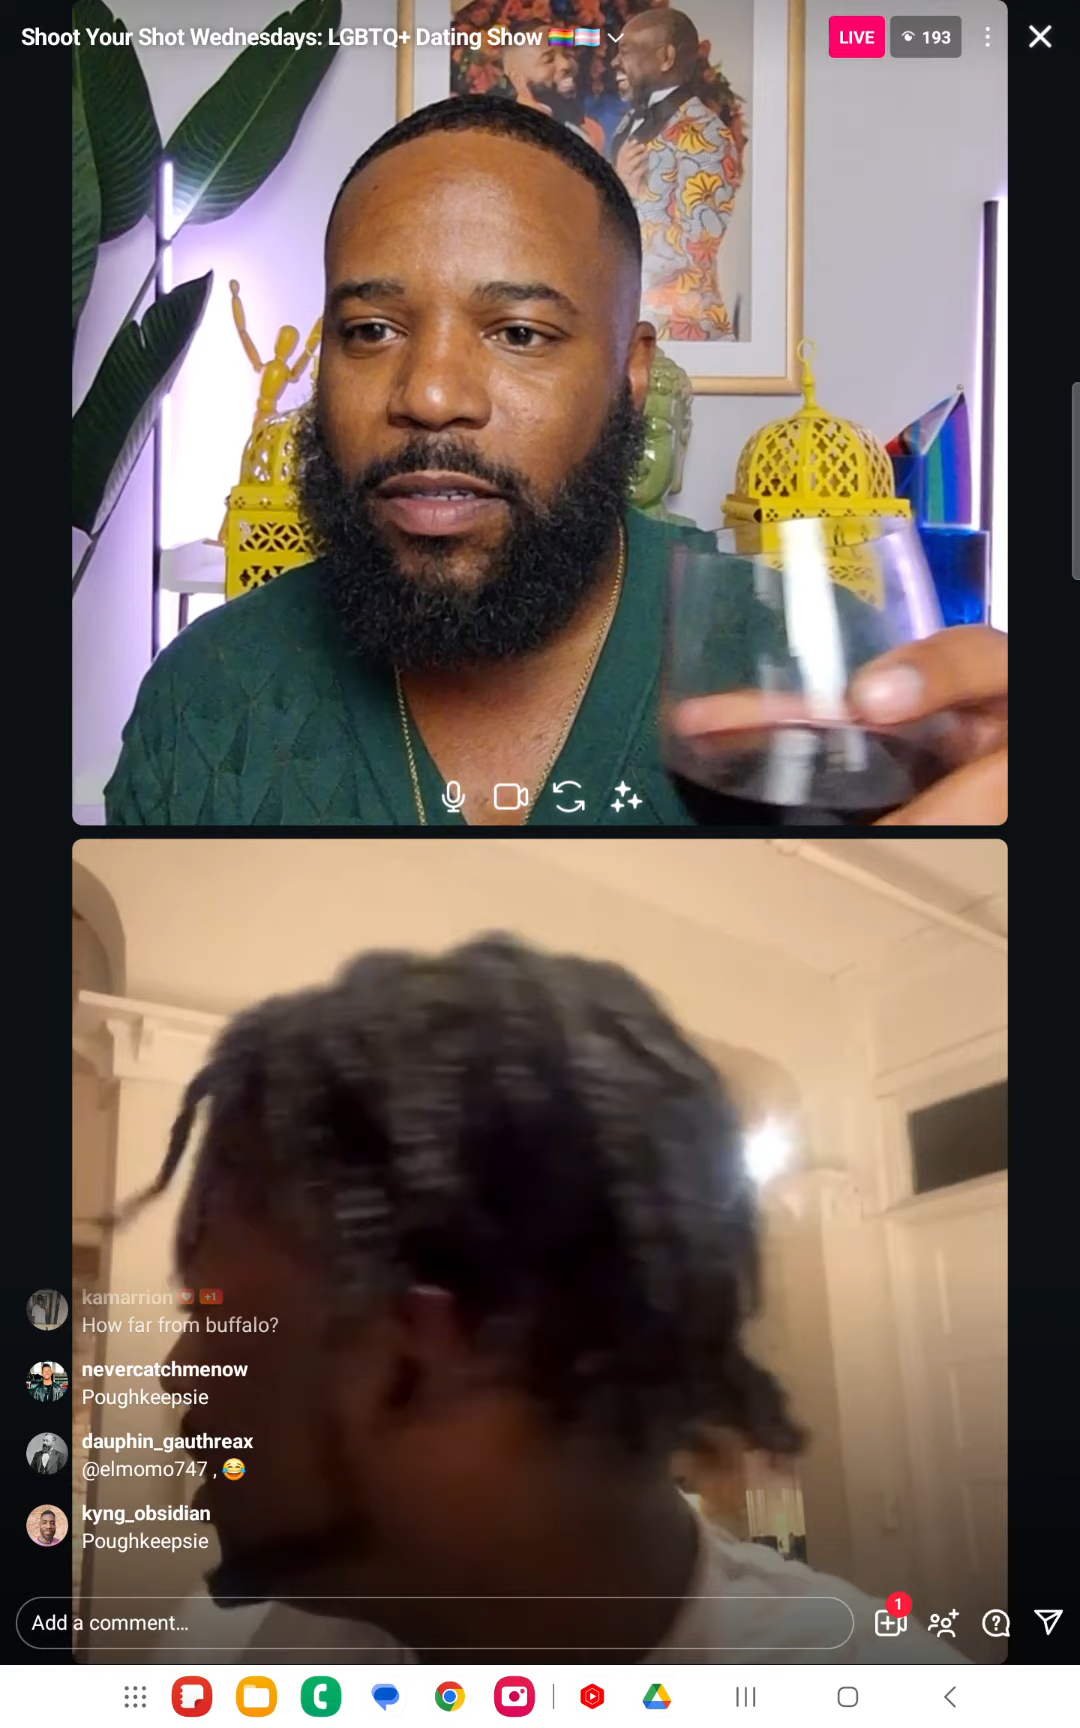 Shoot Your Shot Wednesdays: LGBTQ+ Dating Show 🏳️‍🌈🏳️‍⚧️
LIVE
193
kamarrion +1
How far from buffalo?
nevercatchmenow
Poughkeepsie
dauphin_gauthreax
@elmomo747 , 😂
kyng_obsidian
Poughkeepsie
Add a comment...
1